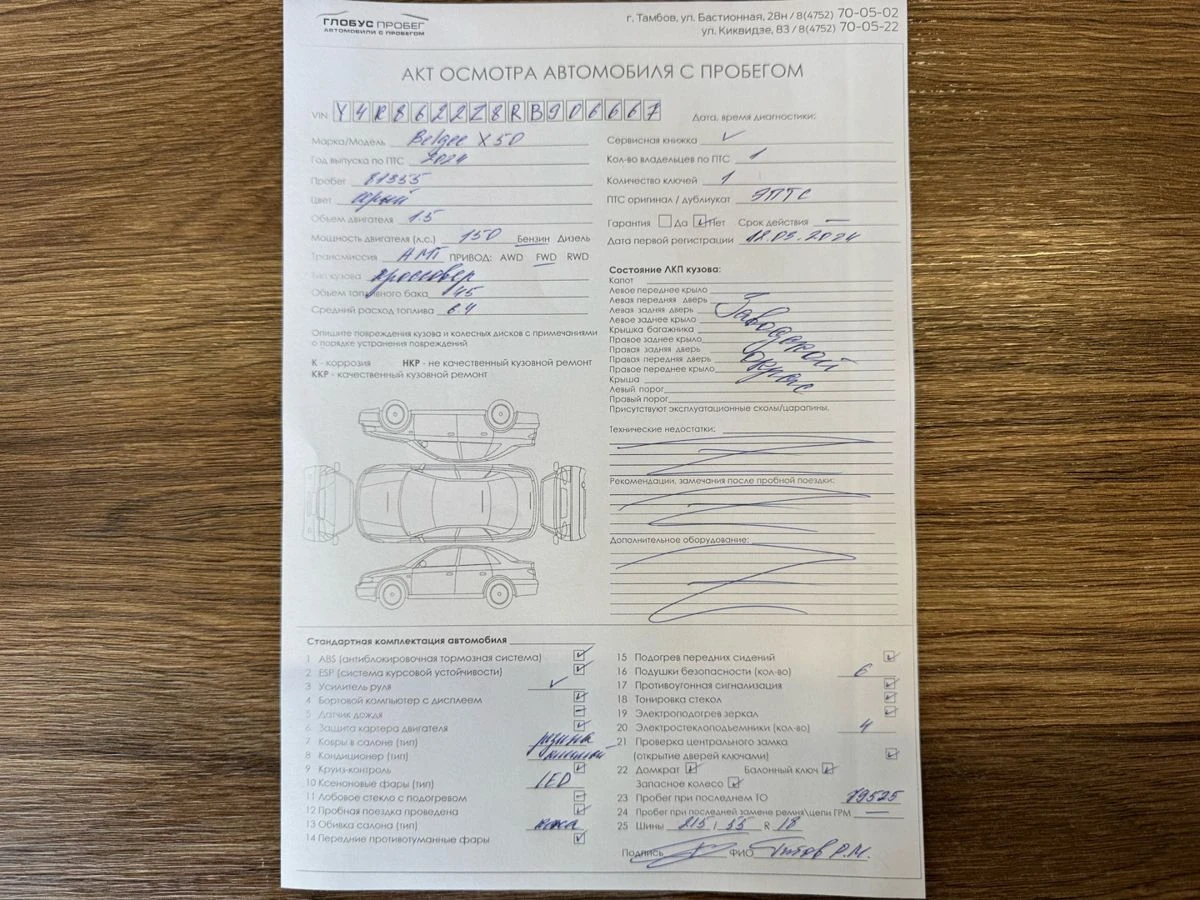 ГЛОБУС ПРОБЕГ
АВТОМОБИЛИ С ПРОБЕГОМ
г. Тамбов, ул. Бастионная, 28н / 8(4752) 70-05-02
ул. Киквидзе, 83 / 8(4752) 70-05-22
АКТ ОСМОТРА АВТОМОБИЛЯ С ПРОБЕГОМ
VIN Y4R8622Z8RB906667
Дата, время диагностики:
Марка/Модель Belgee X50
Год выпуска по ПТС 2024
Пробег 81355
Цвет серый
Объем двигателя 1.5
Мощность двигателя (л.с.) 150 Бензин Дизель
Трансмиссия АМТ ПРИВОД: AWD FWD RWD
Тип кузова кроссовер
Объем топливного бака 45
Средний расход топлива 6.4
Сервисная книжка ✓
Кол-во владельцев по ПТС 1
Количество ключей 1
ПТС оригинал / дубликат ЭПТС
Гарантия Да Нет Срок действия —
Дата первой регистрации 12.03.2024
Опишите повреждения кузова и колесных дисков с примечаниями
о порядке устранения повреждений
К - коррозия НКР - не качественный кузовной ремонт
ККР - качественный кузовной ремонт
Состояние ЛКП кузова:
Капот
Левое переднее крыло
Левая передняя дверь
Левая задняя дверь
Левое заднее крыло
Крышка багажника
Правое заднее крыло
Правая задняя дверь
Правая передняя дверь
Правое переднее крыло
Крыша
Левый порог
Правый порог
Заводской
окрас
Присутствуют эксплуатационные сколы/царапины.
Технические недостатки:
Рекомендации, замечания после пробной поездки:
Дополнительное оборудование:
Стандартная комплектация автомобиля
1 ABS (антиблокировочная тормозная система) ✓
2 ESP (система курсовой устойчивости) ✓
3 Усилитель руля ✓
4 Бортовой компьютер с дисплеем ✓
5 Датчик дождя —
6 Защита картера двигателя ✓
7 Ковры в салоне (тип) резина
8 Кондиционер (тип)
9 Круиз-контроль ✓
10 Ксеноновые фары (тип) LED
11 Лобовое стекло с подогревом —
12 Пробная поездка проведена ✓
13 Обивка салона (тип) кожа
14 Передние противотуманные фары ✓
15 Подогрев передних сидений ✓
16 Подушки безопасности (кол-во) 6
17 Противоугонная сигнализация ✓
18 Тонировка стекол ✓
19 Электроподогрев зеркал ✓
20 Электростеклоподъемники (кол-во) 4
21 Проверка центрального замка
(открытие дверей ключами) ✓
22 Домкрат ✓ Балонный ключ ✓
Запасное колесо ✓
23 Пробег при последнем ТО 79525
24 Пробег при последней замене ремня\цепи ГРМ —
25 Шины 215 / 55 R 18
Подпись ФИО Титов Р.М.